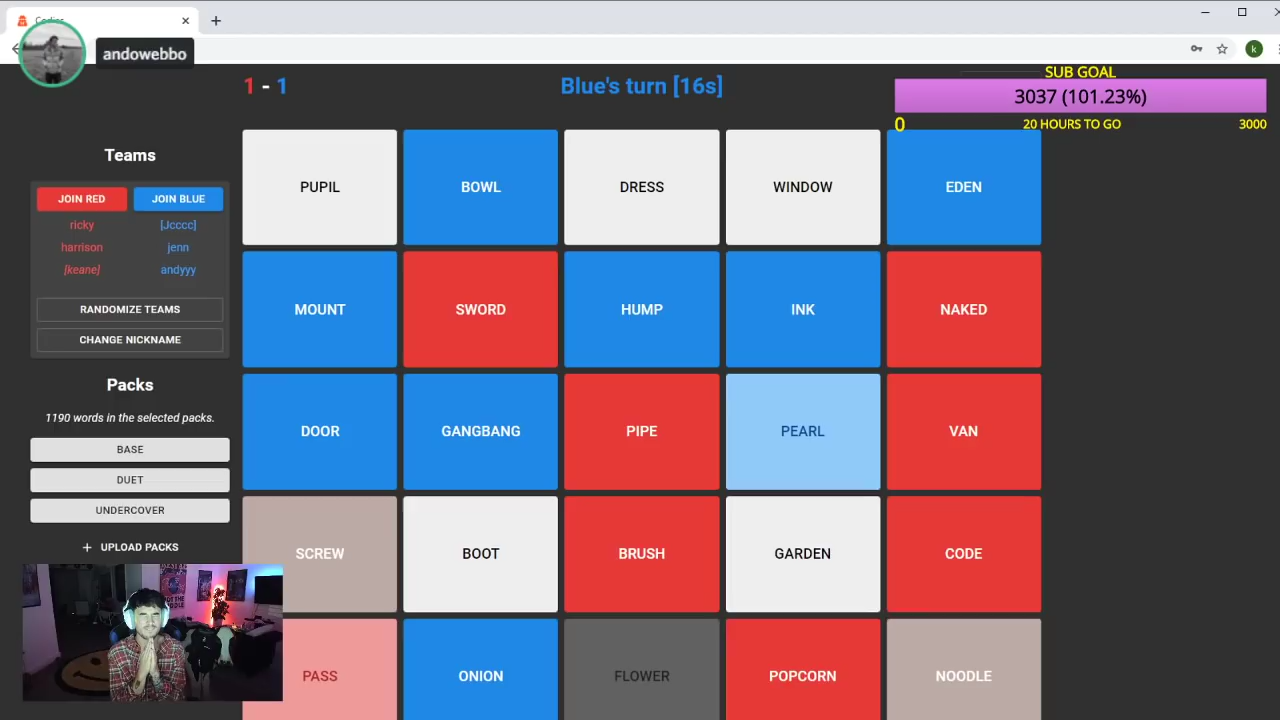 Codies
andowebbo
k
1 - 1
Blue's turn [16s]
SUB GOAL
3037 (101.23%)
0
20 HOURS TO GO
3000
Teams
JOIN RED
JOIN BLUE
ricky
[Jcccc]
harrison
jenn
[keane]
andyyy
RANDOMIZE TEAMS
CHANGE NICKNAME
Packs
1190 words in the selected packs.
BASE
DUET
UNDERCOVER
+ UPLOAD PACKS
PUPIL
BOWL
DRESS
WINDOW
EDEN
MOUNT
SWORD
HUMP
INK
NAKED
DOOR
GANGBANG
PIPE
PEARL
VAN
SCREW
BOOT
BRUSH
GARDEN
CODE
PASS
ONION
FLOWER
POPCORN
NOODLE